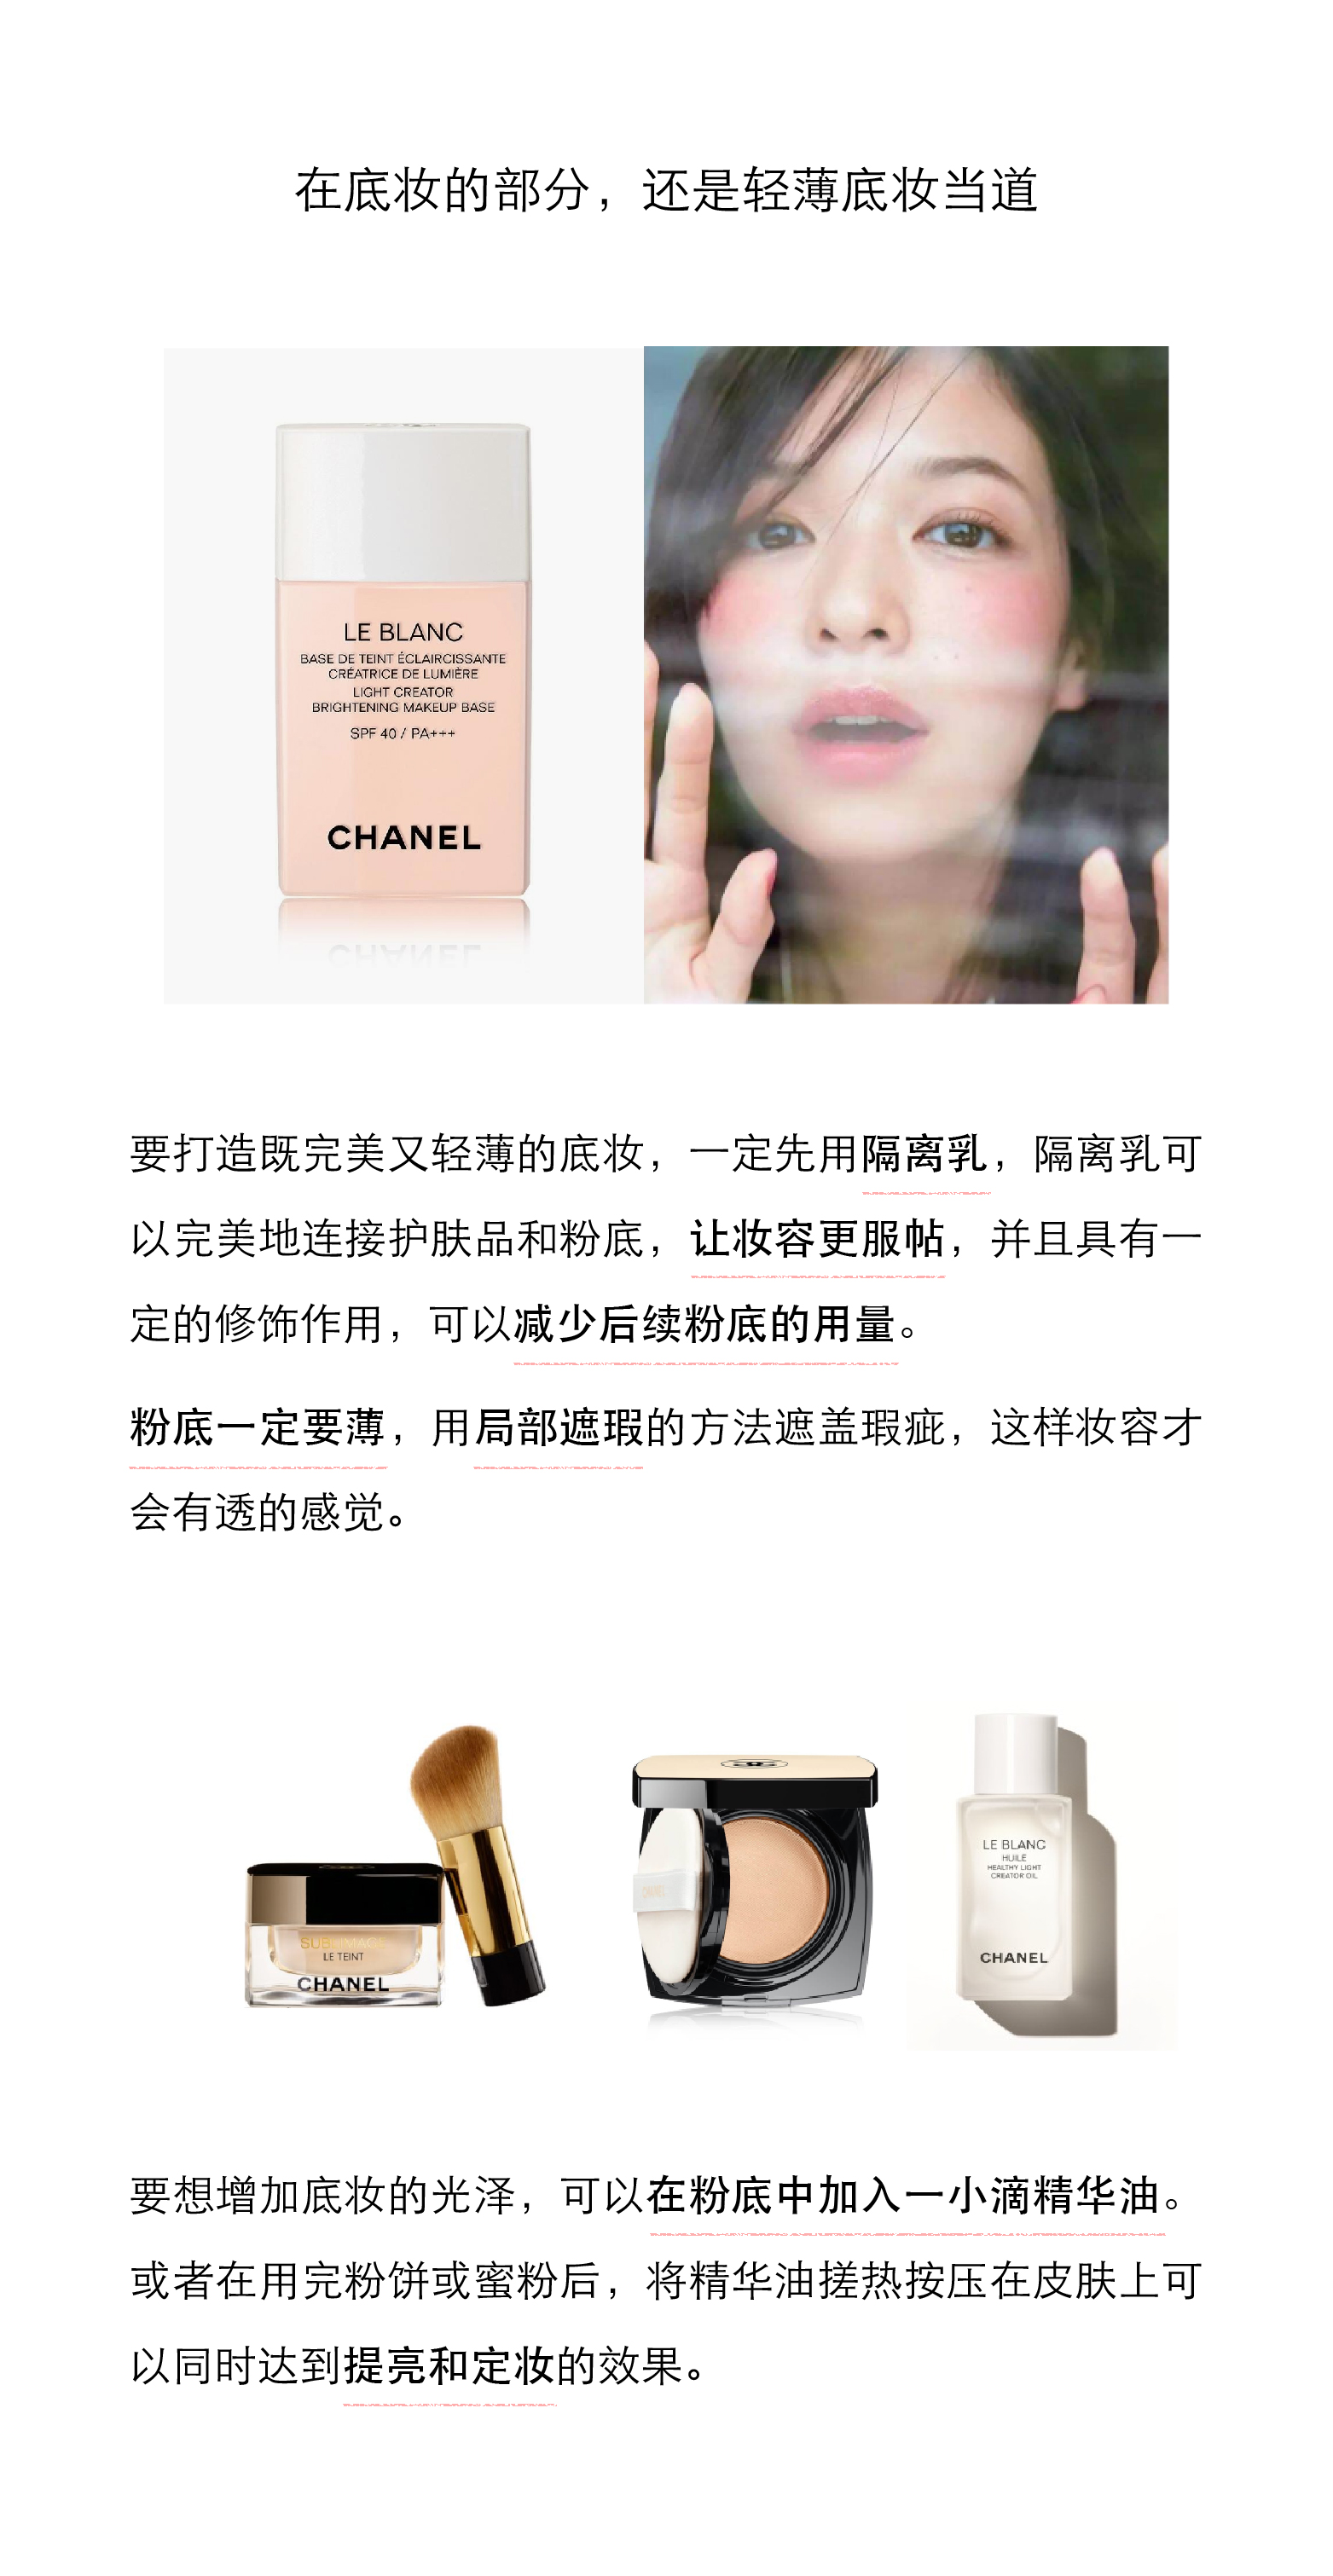 在底妆的部分，还是轻薄底妆当道
LE BLANC
BASE DE TEINT ÉCLAIRCISSANTE
CRÉATRICE DE LUMIÈRE
LIGHT CREATOR
BRIGHTENING MAKEUP BASE
SPF 40 / PA+++
CHANEL
要打造既完美又轻薄的底妆，一定先用隔离乳，隔离乳可
以完美地连接护肤品和粉底，让妆容更服帖，并且具有一
定的修饰作用，可以减少后续粉底的用量。
粉底一定要薄，用局部遮瑕的方法遮盖瑕疵，这样妆容才
会有透的感觉。
SUBLIMAGE
LE TEINT
CHANEL
CHANEL
LE BLANC
HUILE
HEALTHY LIGHT
CREATOR OIL
CHANEL
要想增加底妆的光泽，可以在粉底中加入一小滴精华油。
或者在用完粉饼或蜜粉后，将精华油搓热按压在皮肤上可
以同时达到提亮和定妆的效果。